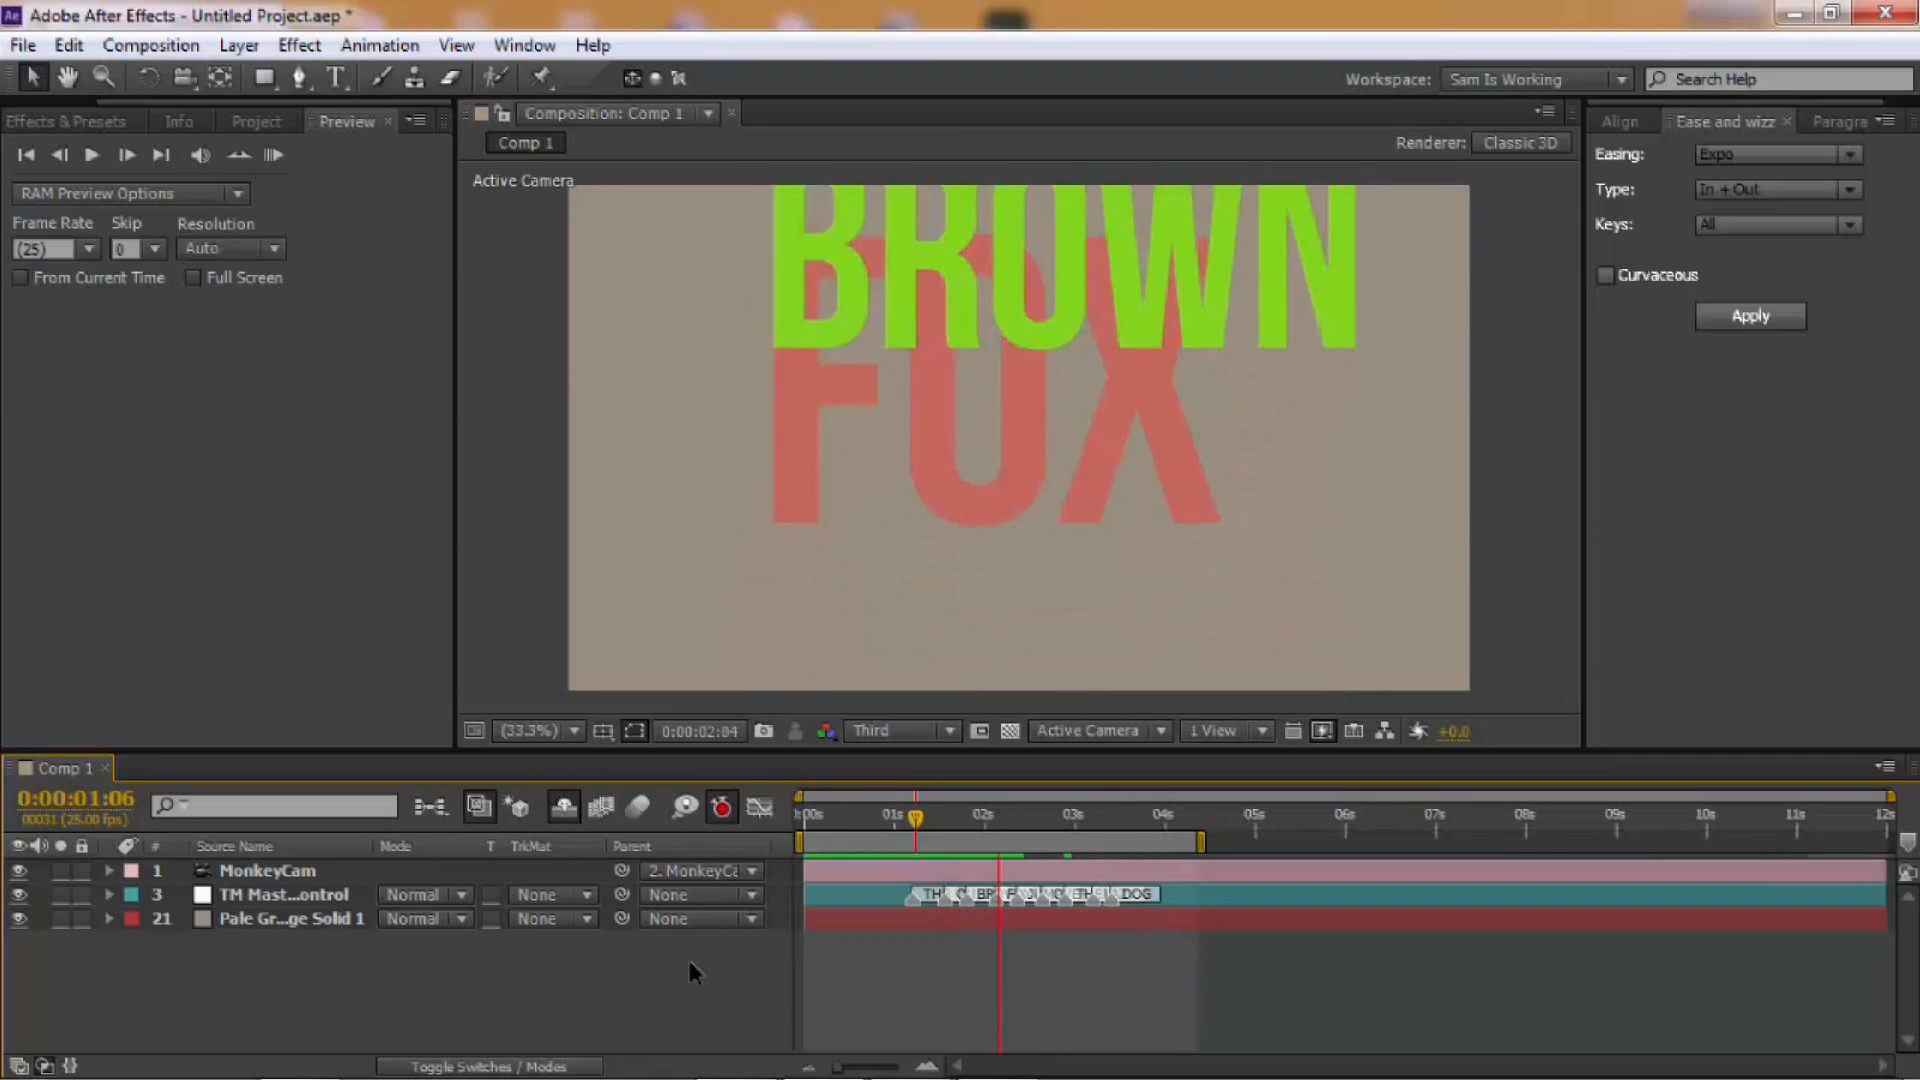 Adobe After Effects - Untitled Project.aep *
File Edit Composition Layer Effect Animation View Window Help
Workspace: Sam Is Working Search Help
Effects & Presets Info Project Preview
Composition: Comp 1
Align Ease and wizz Paragra
Comp 1
Renderer: Classic 3D
Easing: Expo
Active Camera
RAM Preview Options
Type: In + Out
Frame Rate Skip Resolution
Keys: All
(25) 0 Auto
From Current Time Full Screen
Curvaceous
Apply
BROWN
FOX
(33.3%) 0:00:02:04 Third Active Camera 1 View +0.0
Comp 1
0:00:01:06
00031 (25.00 fps)
:00s 01s 02s 03s 04s 05s 06s 07s 08s 09s 10s 11s 12s
# Source Name Mode T TrkMat Parent
1 MonkeyCam 2. MonkeyCa
3 TM Mast...ontrol Normal None None
TH BR DOG
21 Pale Gr...ge Solid 1 Normal None None
Toggle Switches / Modes